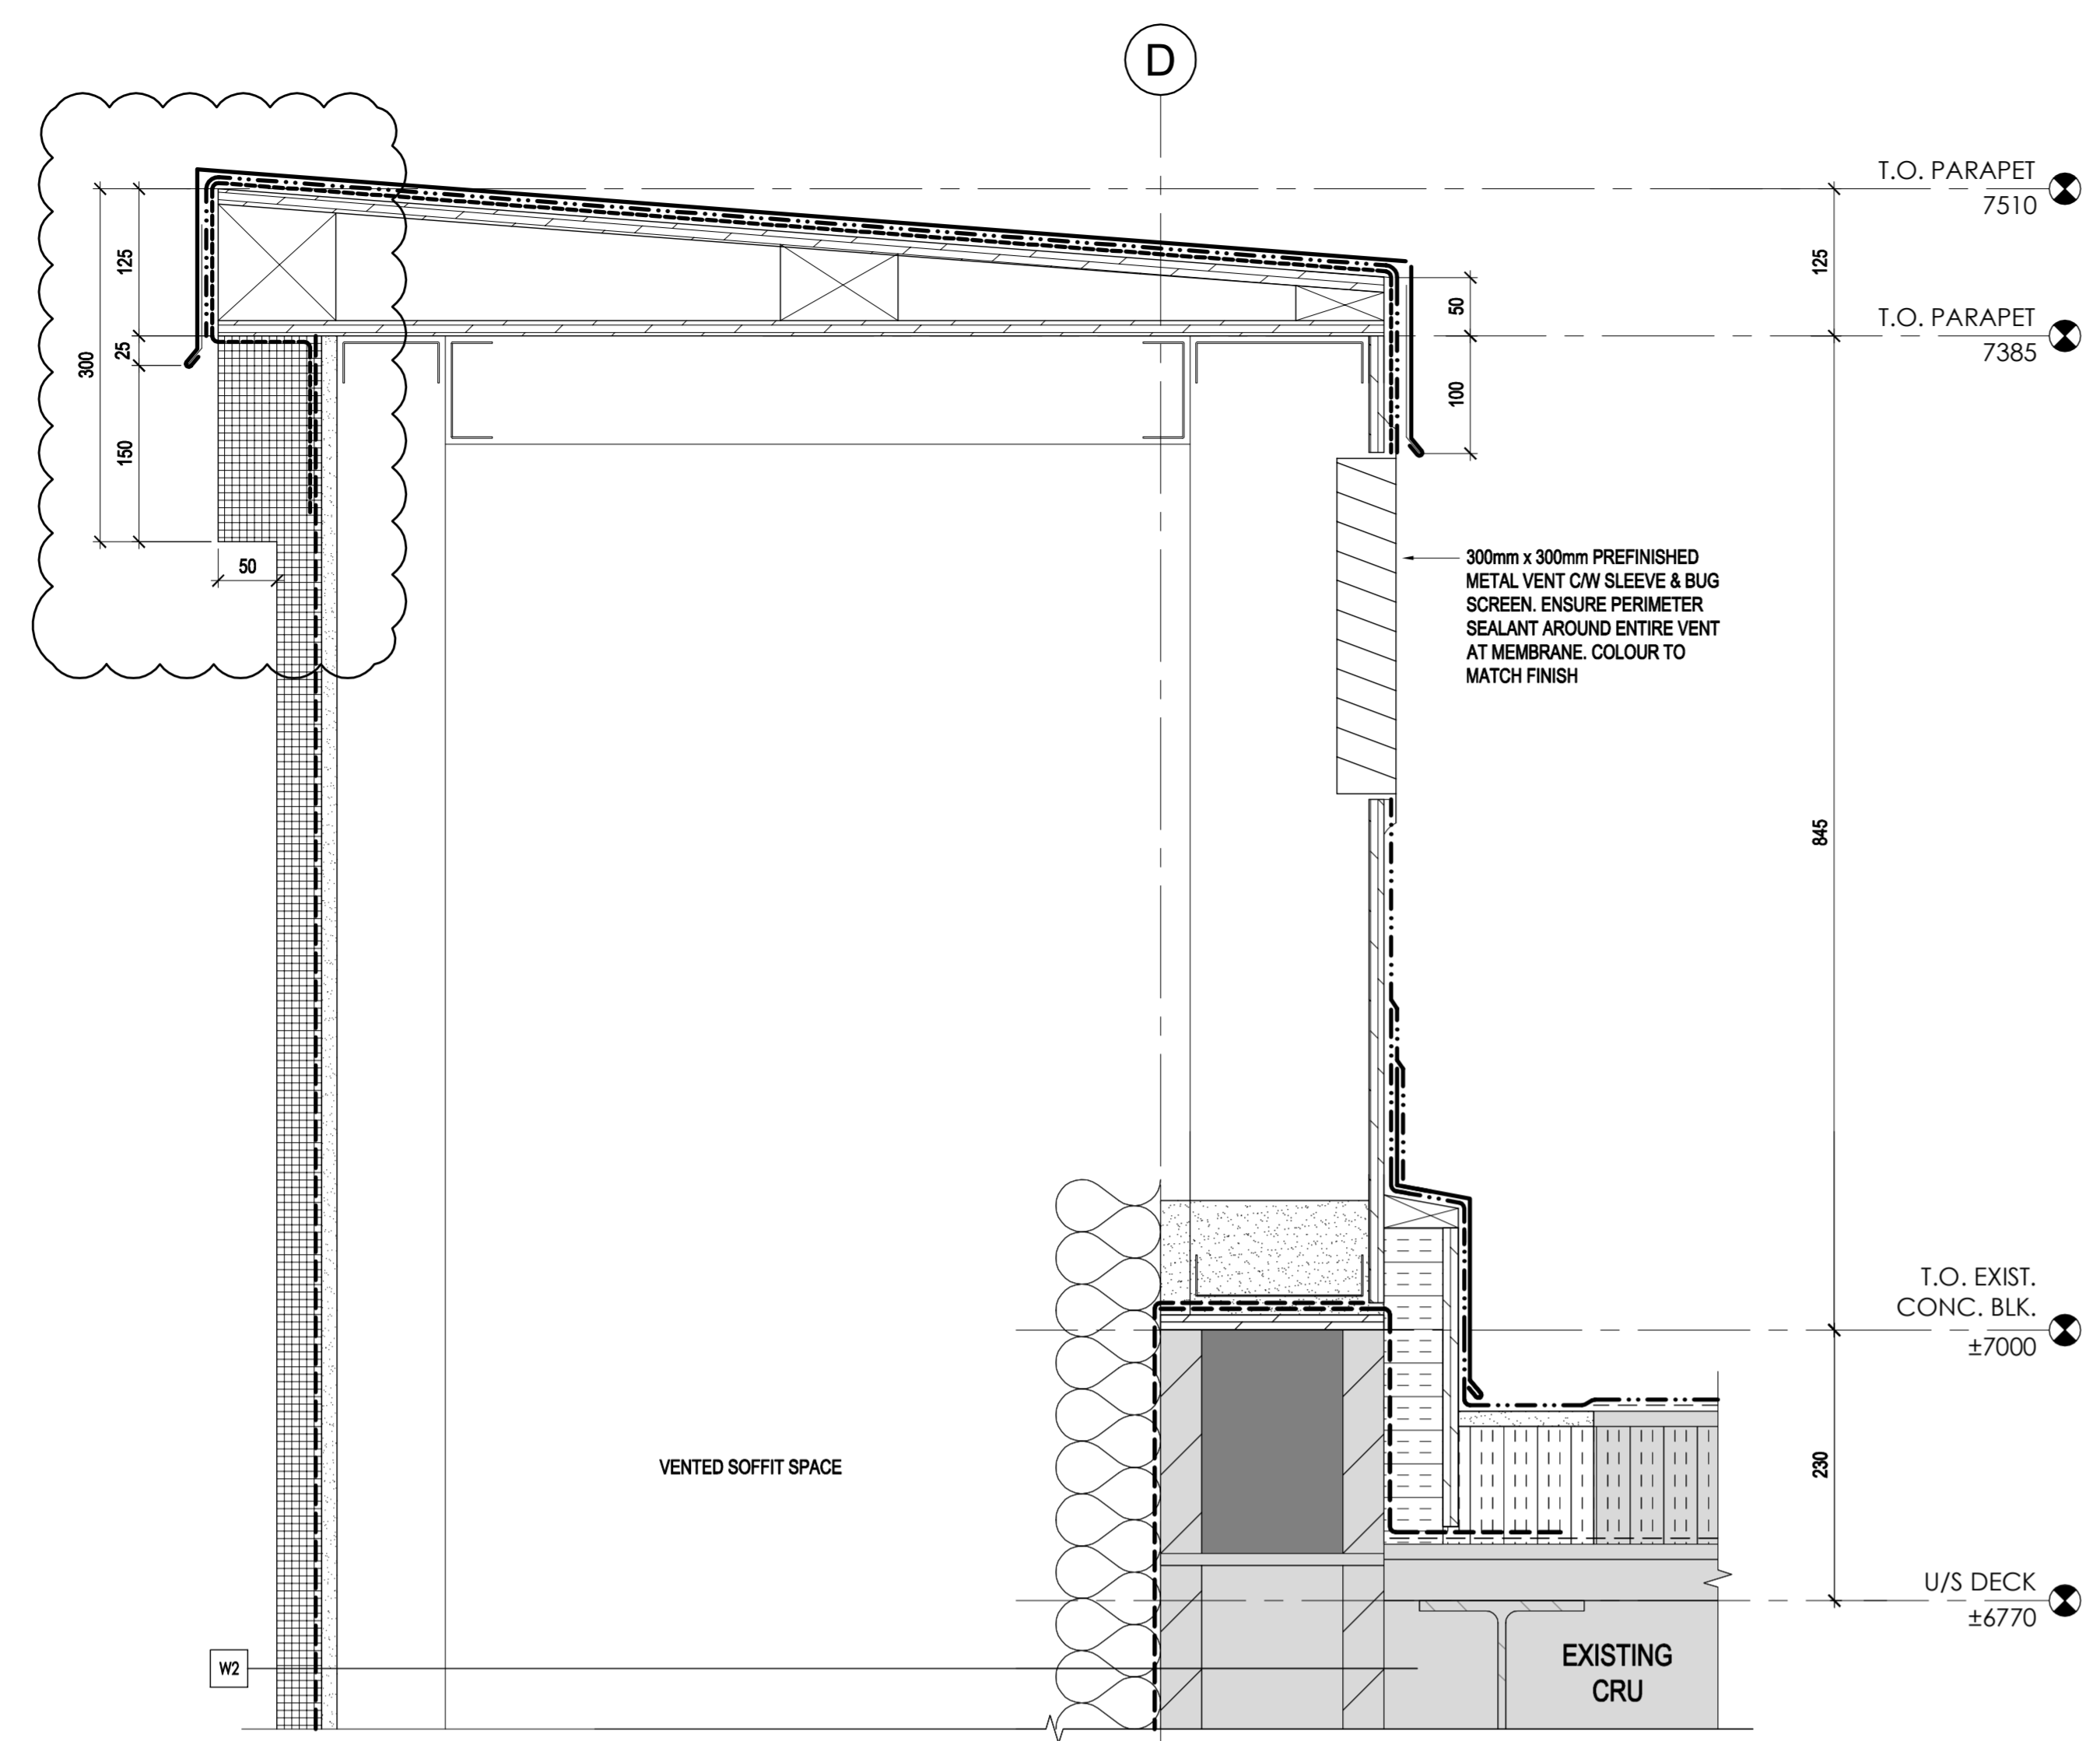 D
T.O. PARAPET
7510
125
125
50
T.O. PARAPET
7385
25
300
100
150
50
300mm x 300mm PREFINISHED
METAL VENT C/W SLEEVE & BUG
SCREEN. ENSURE PERIMETER
SEALANT AROUND ENTIRE VENT
AT MEMBRANE. COLOUR TO
MATCH FINISH
845
T.O. EXIST.
CONC. BLK.
±7000
VENTED SOFFIT SPACE
230
U/S DECK
±6770
W2
EXISTING
CRU